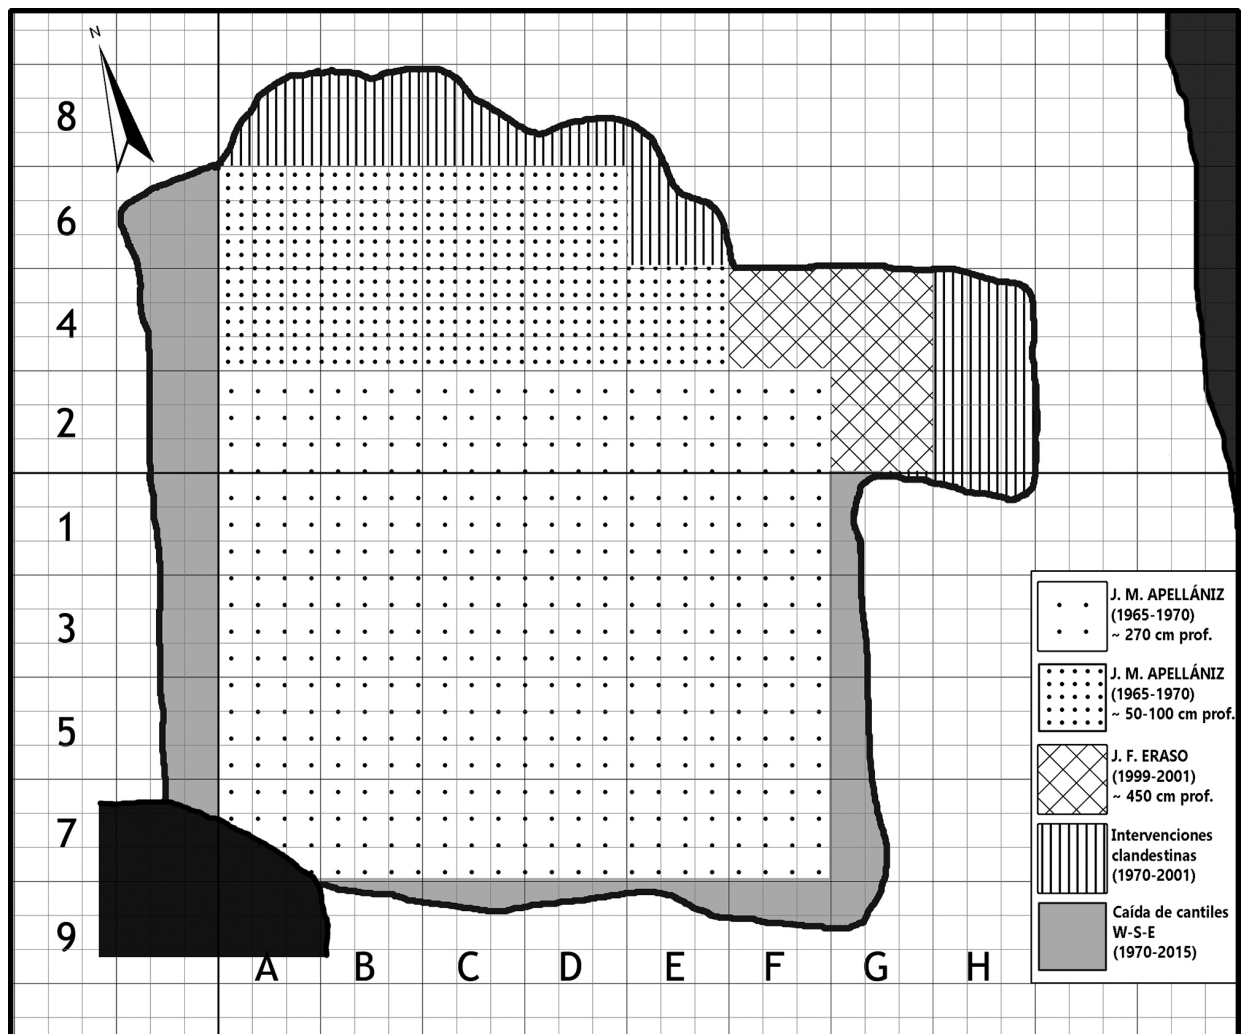 N
8
6
4
2
1
3
5
7
9
A B C D E F G H
J. M. APELLÁNIZ
(1965-1970)
~ 270 cm prof.
J. M. APELLÁNIZ
(1965-1970)
~ 50-100 cm prof.
J. F. ERASO
(1999-2001)
~ 450 cm prof.
Intervenciones
clandestinas
(1970-2001)
Caída de cantiles
W-S-E
(1970-2015)